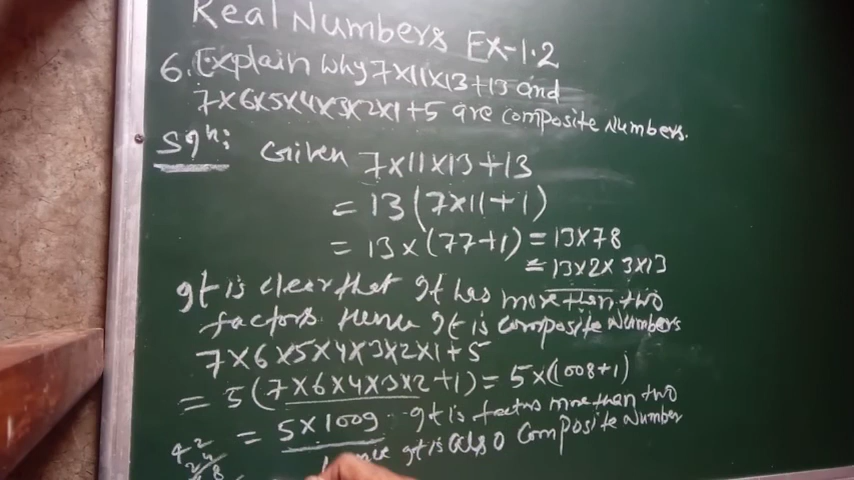 Real Numbers Ex-1.2
6. Explain why 7×11×13+13 and
7×6×5×4×3×2×1+5 are composite Numbers.
Solⁿ: Given 7×11×13+13
= 13(7×11+1)
= 13×(77+1) = 13×78
= 13×2×3×13
It is clear that It has more than two
factors Hence It is composite Numbers
7×6×5×4×3×2×1+5
= 5(7×6×4×3×2+1) = 5×(1008+1)
= 5×1009 It is factors more than two
Hence It is also Composite Number
42
24